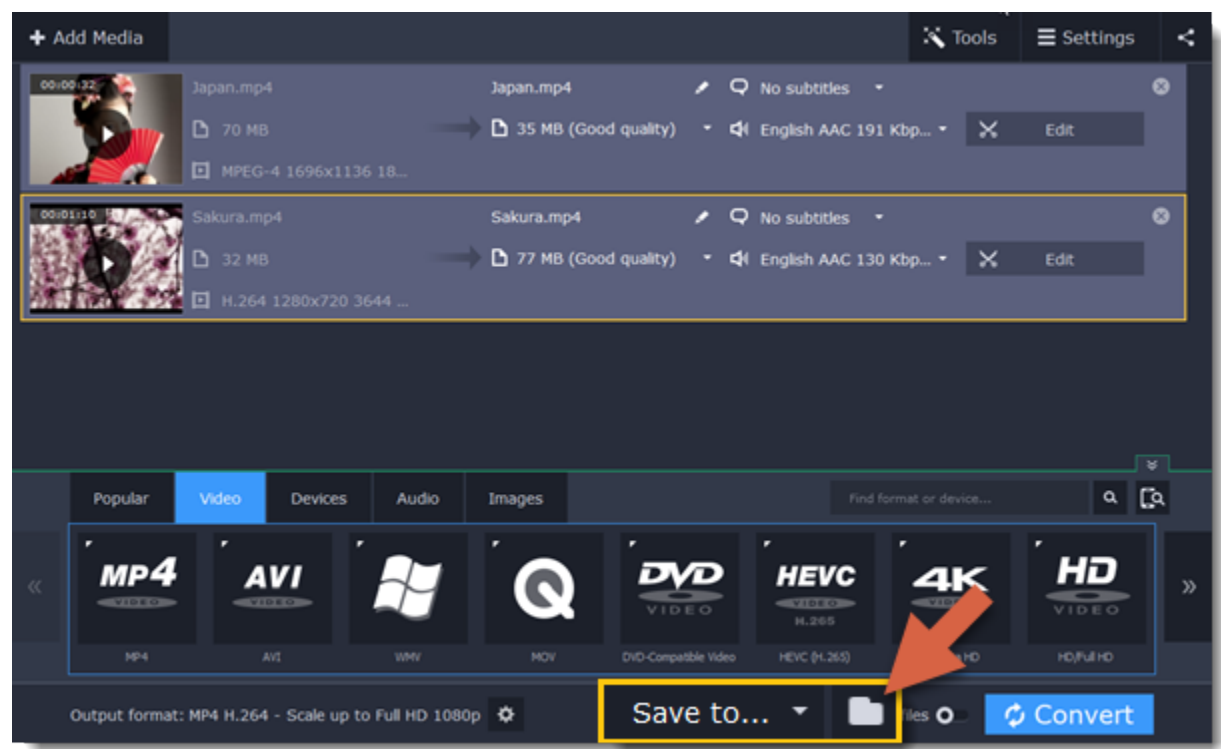 Add Media
Tools
Settings
00:00:32
Japan.mp4
Japan.mp4
No subtitles
70 MB
35 MB (Good quality)
English AAC 191 Kbp...
Edit
MPEG-4 1696x1136 18...
00:01:10
Sakura.mp4
Sakura.mp4
No subtitles
32 MB
77 MB (Good quality)
English AAC 130 Kbp...
Edit
H.264 1280x720 3644 ...
Popular
Video
Devices
Audio
Images
Find format or device...
MP4
VIDEO
AVI
VIDEO
DVD
VIDEO
HEVC
VIDEO
H.265
4K
VIDEO
HD
VIDEO
MP4
AVI
WMV
MOV
DVD-Compatible Video
HEVC (H.265)
HD
HD/Full HD
Output format: MP4 H.264 - Scale up to Full HD 1080p
Save to...
files
Convert